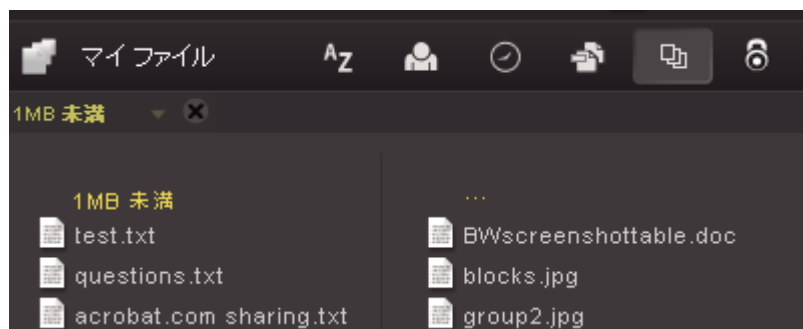 マイ ファイル
AZ
1MB 未満
1MB 未満
test.txt
questions.txt
acrobat.com sharing.txt
...
BWscreenshottable.doc
blocks.jpg
group2.jpg